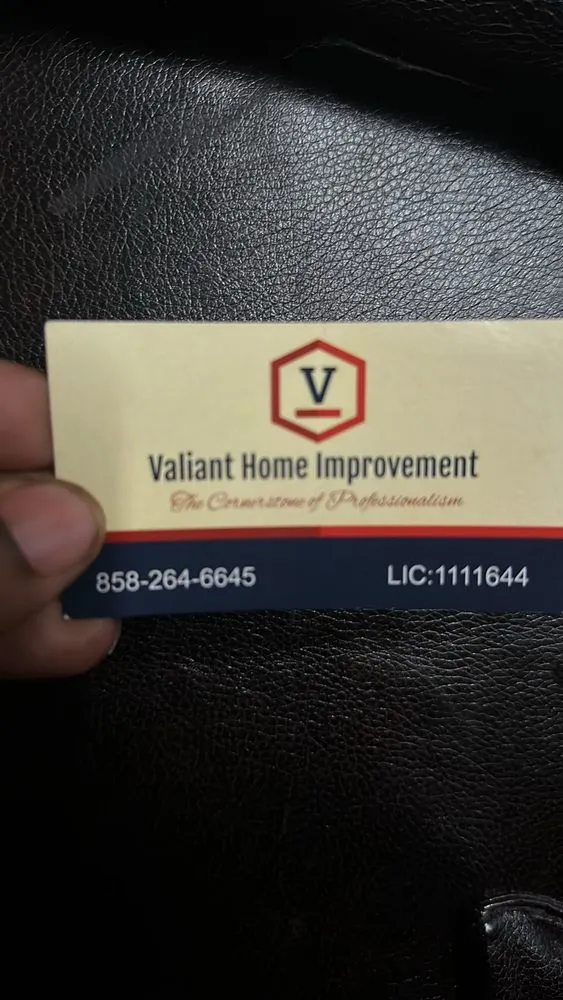 V
Valiant Home Improvement
The Cornerstone of Professionalism
858-264-6645 LIC:1111644